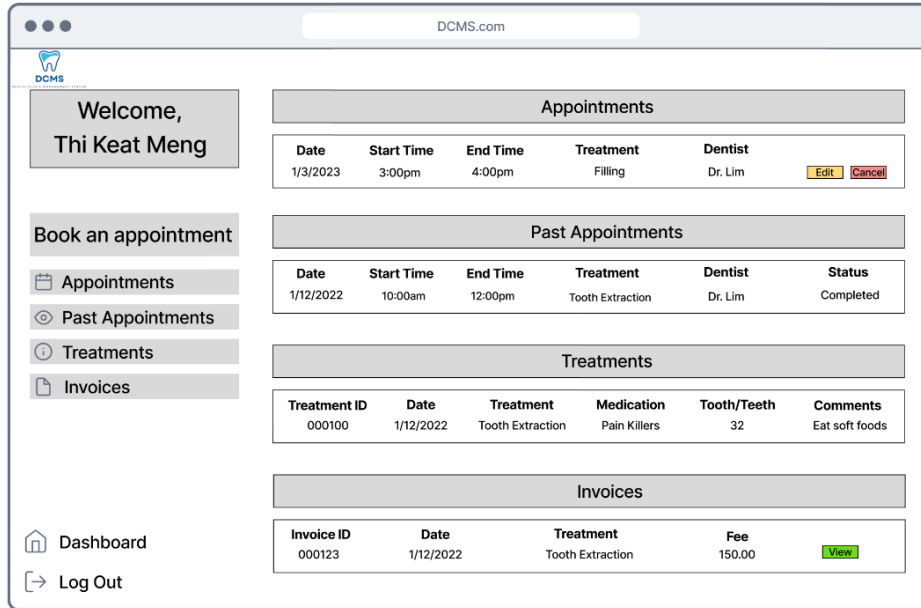 DCMS.com
DCMS
DENTAL CLINIC MANAGEMENT SYSTEM
Welcome,
Thi Keat Meng
Book an appointment
Appointments
Past Appointments
Treatments
Invoices
Dashboard
Log Out
Appointments
Date Start Time End Time Treatment Dentist
1/3/2023 3:00pm 4:00pm Filling Dr. Lim Edit Cancel
Past Appointments
Date Start Time End Time Treatment Dentist Status
1/12/2022 10:00am 12:00pm Tooth Extraction Dr. Lim Completed
Treatments
Treatment ID Date Treatment Medication Tooth/Teeth Comments
000100 1/12/2022 Tooth Extraction Pain Killers 32 Eat soft foods
Invoices
Invoice ID Date Treatment Fee
000123 1/12/2022 Tooth Extraction 150.00 View